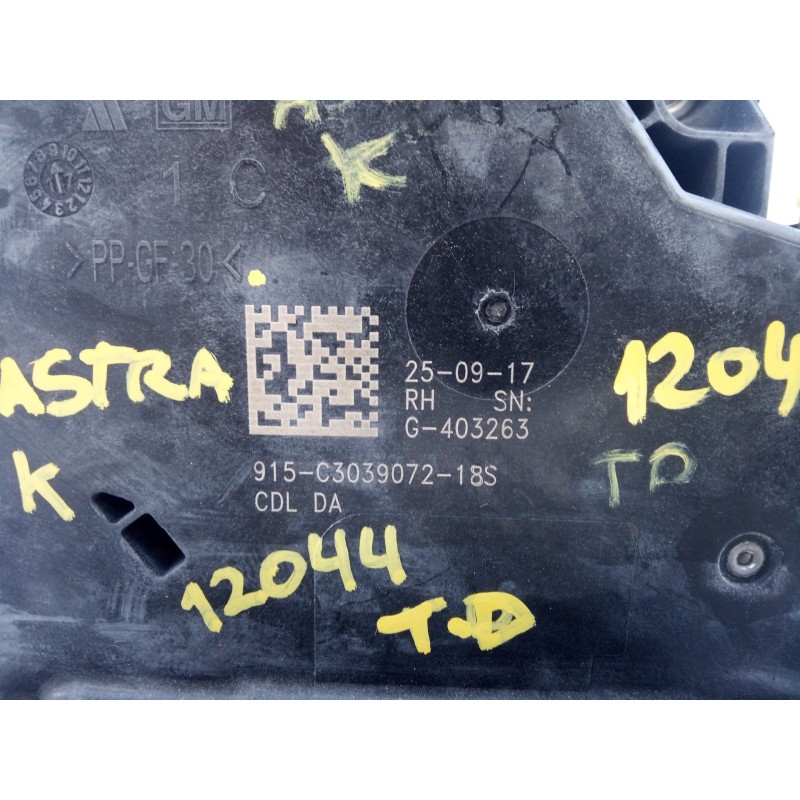 GM
K
1 C
>PP-GF-30<
ASTRA
K
25-09-17
RH SN:
G-403263
1204
TD
915-C3039072-18S
CDL DA
12044
T.D